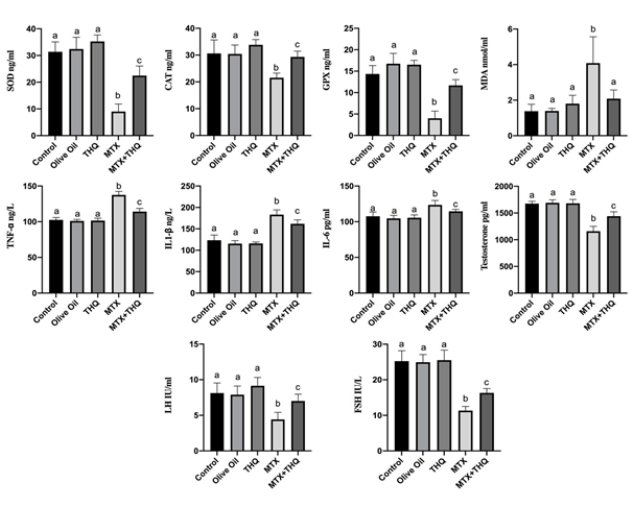 SOD ng/ml
40
30
20
10
0
a
a
a
b
c
Control
Olive Oil
THQ
MTX
MTX+THQ
CAT ng/ml
40
30
20
10
0
a
a
a
b
c
Control
Olive Oil
THQ
MTX
MTX+THQ
GPX ng/ml
25
20
15
10
5
0
a
a
a
b
c
Control
Olive Oil
THQ
MTX
MTX+THQ
MDA nmol/ml
6
4
2
0
a
a
a
b
a
Control
Olive Oil
THQ
MTX
MTX+THQ
TNF-α ng/L
150
100
50
0
a
a
a
b
c
Control
Olive Oil
THQ
MTX
MTX+THQ
IL1-β ng/L
250
200
150
100
50
0
a
a
a
b
c
Control
Olive Oil
THQ
MTX
MTX+THQ
IL-6 pg/ml
150
100
50
0
a
a
a
b
c
Control
Olive Oil
THQ
MTX
MTX+THQ
Testosterone pg/ml
2000
1500
1000
500
0
a
a
a
b
c
Control
Olive Oil
THQ
MTX
MTX+THQ
LH IU/ml
15
10
5
0
a
a
a
b
c
Control
Olive Oil
THQ
MTX
MTX+THQ
FSH IU/L
30
20
10
0
a
a
a
b
c
Control
Olive Oil
THQ
MTX
MTX+THQ